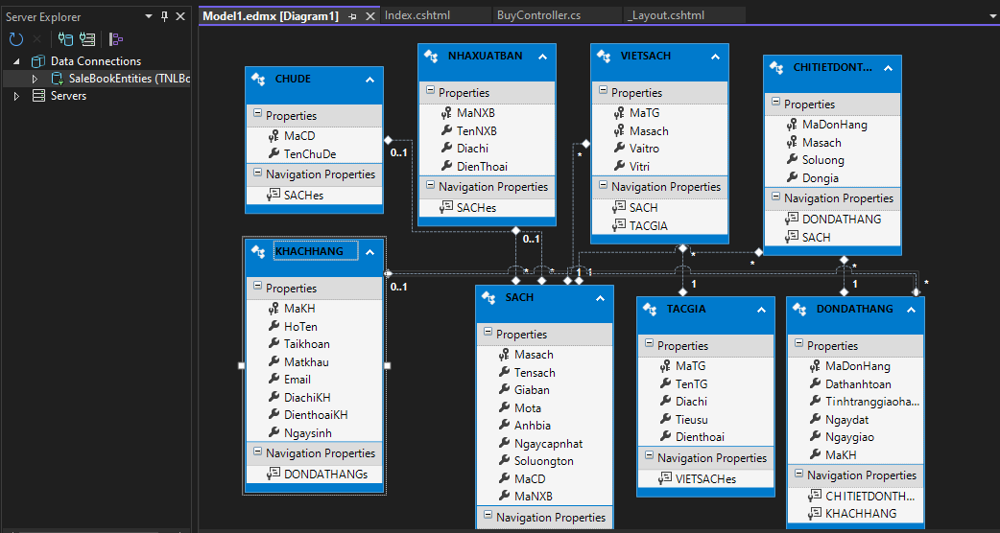 Server Explorer
Data Connections
SaleBookEntities (TNLBo
Servers
Model1.edmx [Diagram1]
Index.cshtml
BuyController.cs
_Layout.cshtml
CHUDE
Properties
MaCD
TenChuDe
Navigation Properties
SACHes
NHAXUATBAN
Properties
MaNXB
TenNXB
Diachi
DienThoai
Navigation Properties
SACHes
VIETSACH
Properties
MaTG
Masach
Vaitro
Vitri
Navigation Properties
SACH
TACGIA
CHITIETDONT...
Properties
MaDonHang
Masach
Soluong
Dongia
Navigation Properties
DONDATHANG
SACH
0..1
*
0..1
*
*
*
KHACHHANG
Properties
MaKH
HoTen
Taikhoan
Matkhau
Email
DiachiKH
DienthoaiKH
Ngaysinh
Navigation Properties
DONDATHANGs
0..1
*
*
1
1
1
1
*
SACH
Properties
Masach
Tensach
Giaban
Mota
Anhbia
Ngaycapnhat
Soluongton
MaCD
MaNXB
Navigation Properties
TACGIA
Properties
MaTG
TenTG
Diachi
Tieusu
Dienthoai
Navigation Properties
VIETSACHes
DONDATHANG
Properties
MaDonHang
Dathanhtoan
Tinhtranggiaoha...
Ngaydat
Ngaygiao
MaKH
Navigation Properties
CHITIETDONTH...
KHACHHANG